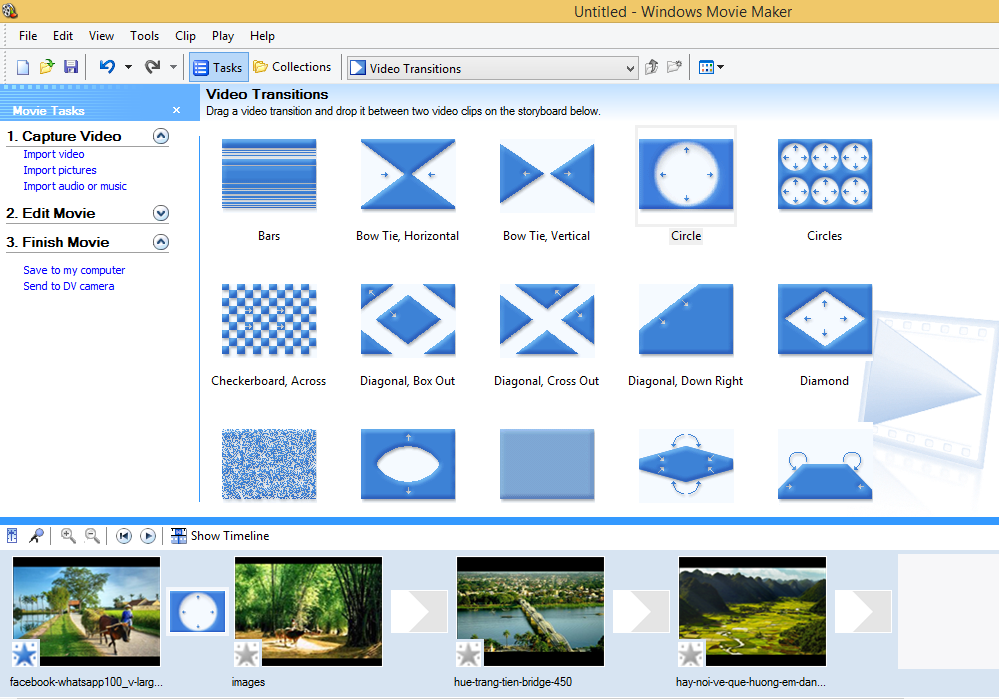 Untitled - Windows Movie Maker
File Edit View Tools Clip Play Help
Tasks Collections Video Transitions
Movie Tasks
1. Capture Video
Import video
Import pictures
Import audio or music
2. Edit Movie
3. Finish Movie
Save to my computer
Send to DV camera
Video Transitions
Drag a video transition and drop it between two video clips on the storyboard below.
Bars Bow Tie, Horizontal Bow Tie, Vertical Circle Circles
Checkerboard, Across Diagonal, Box Out Diagonal, Cross Out Diagonal, Down Right Diamond
Show Timeline
facebook-whatsapp100_v-larg... images hue-trang-tien-bridge-450 hay-noi-ve-que-huong-em-dan...